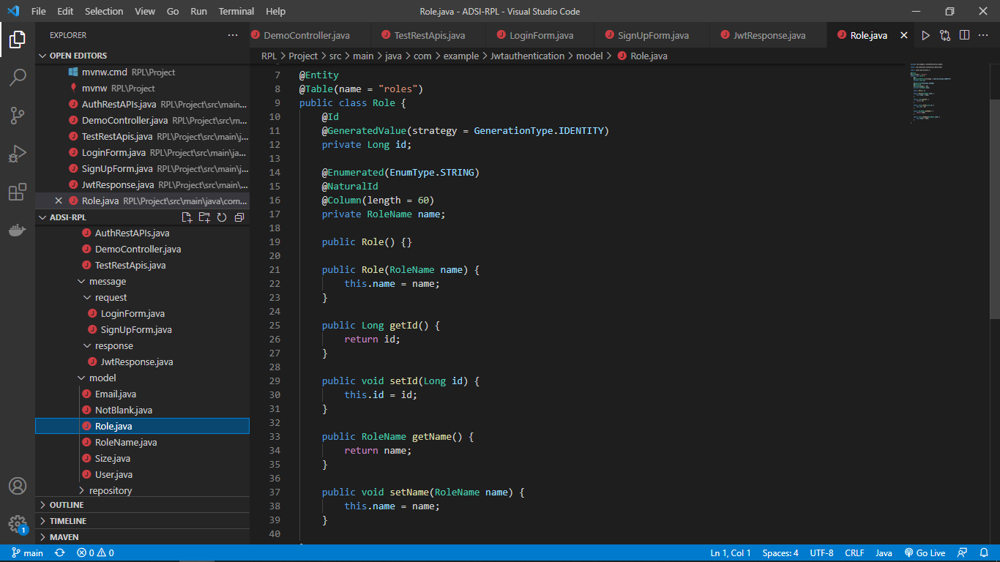 File Edit Selection View Go Run Terminal Help
Role.java - ADSI-RPL - Visual Studio Code
EXPLORER
OPEN EDITORS
mvnw.cmd RPL\Project
mvnw RPL\Project
AuthRestAPIs.java RPL\Project\src\main...
DemoController.java RPL\Project\src\m...
TestRestApis.java RPL\Project\src\main\j...
LoginForm.java RPL\Project\src\main\ja...
SignUpForm.java RPL\Project\src\main\j...
JwtResponse.java RPL\Project\src\main\...
Role.java RPL\Project\src\main\java\com...
ADSI-RPL
AuthRestAPIs.java
DemoController.java
TestRestApis.java
message
request
LoginForm.java
SignUpForm.java
response
JwtResponse.java
model
Email.java
NotBlank.java
Role.java
RoleName.java
Size.java
User.java
repository
OUTLINE
TIMELINE
MAVEN
1
DemoController.java TestRestApis.java LoginForm.java SignUpForm.java JwtResponse.java Role.java
RPL > Project > src > main > java > com > example > Jwtauthentication > model > Role.java
7 @Entity
8 @Table(name = "roles")
9 public class Role {
10 @Id
11 @GeneratedValue(strategy = GenerationType.IDENTITY)
12 private Long id;
13
14 @Enumerated(EnumType.STRING)
15 @NaturalId
16 @Column(length = 60)
17 private RoleName name;
18
19 public Role() {}
20
21 public Role(RoleName name) {
22 this.name = name;
23 }
24
25 public Long getId() {
26 return id;
27 }
28
29 public void setId(Long id) {
30 this.id = id;
31 }
32
33 public RoleName getName() {
34 return name;
35 }
36
37 public void setName(RoleName name) {
38 this.name = name;
39 }
40
main 0 0 Ln 1, Col 1 Spaces: 4 UTF-8 CRLF Java Go Live